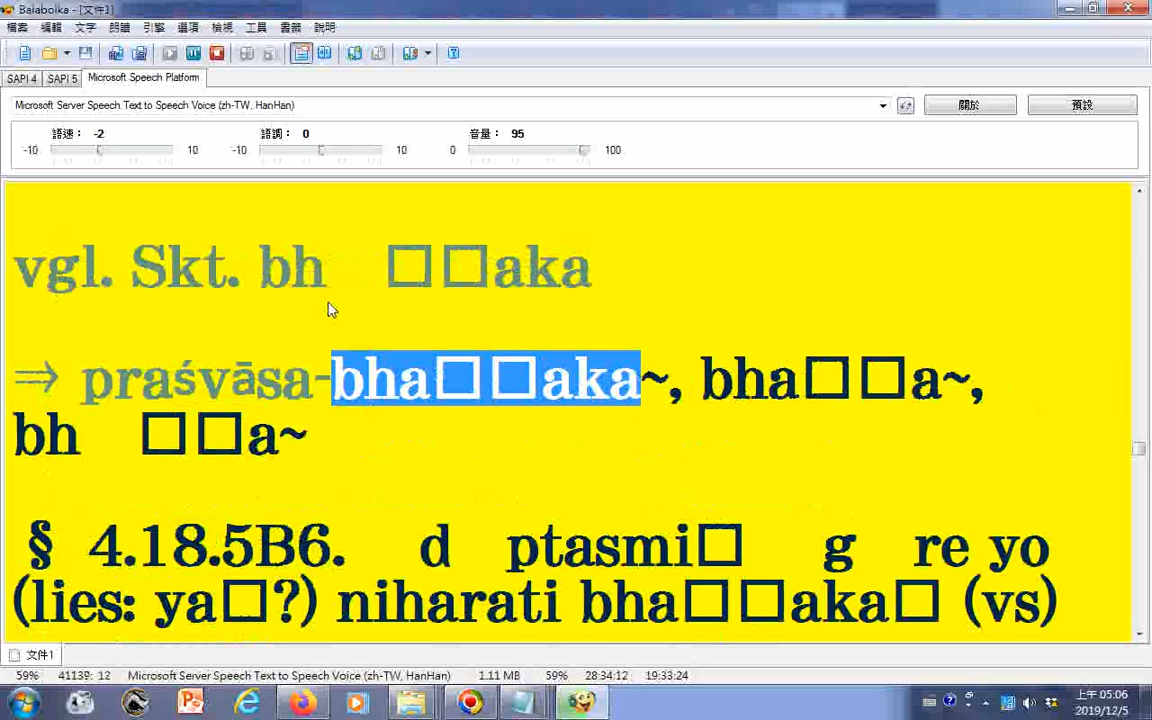 Balabolka - [文件1]
檔案 編輯 文字 朗讀 引擎 選項 檢視 工具 書籤 說明
SAPI 4 SAPI 5 Microsoft Speech Platform
Microsoft Server Speech Text to Speech Voice (zh-TW, HanHan) 關於 預設
語速： -2 語調： 0 音量： 95
-10 10 -10 10 0 100
vgl. Skt. bh □□aka
⇒ praśvāsa-bha□□aka~, bha□□a~,
bh □□a~
§ 4.18.5B6. d ptasmi□ g re yo
(lies: ya□?) niharati bha□□aka□ (vs)
文件1
59% 41139: 12 Microsoft Server Speech Text to Speech Voice (zh-TW, HanHan) 1.11 MB 59% 28:34:12 19:33:24
上午 05:06
2019/12/5